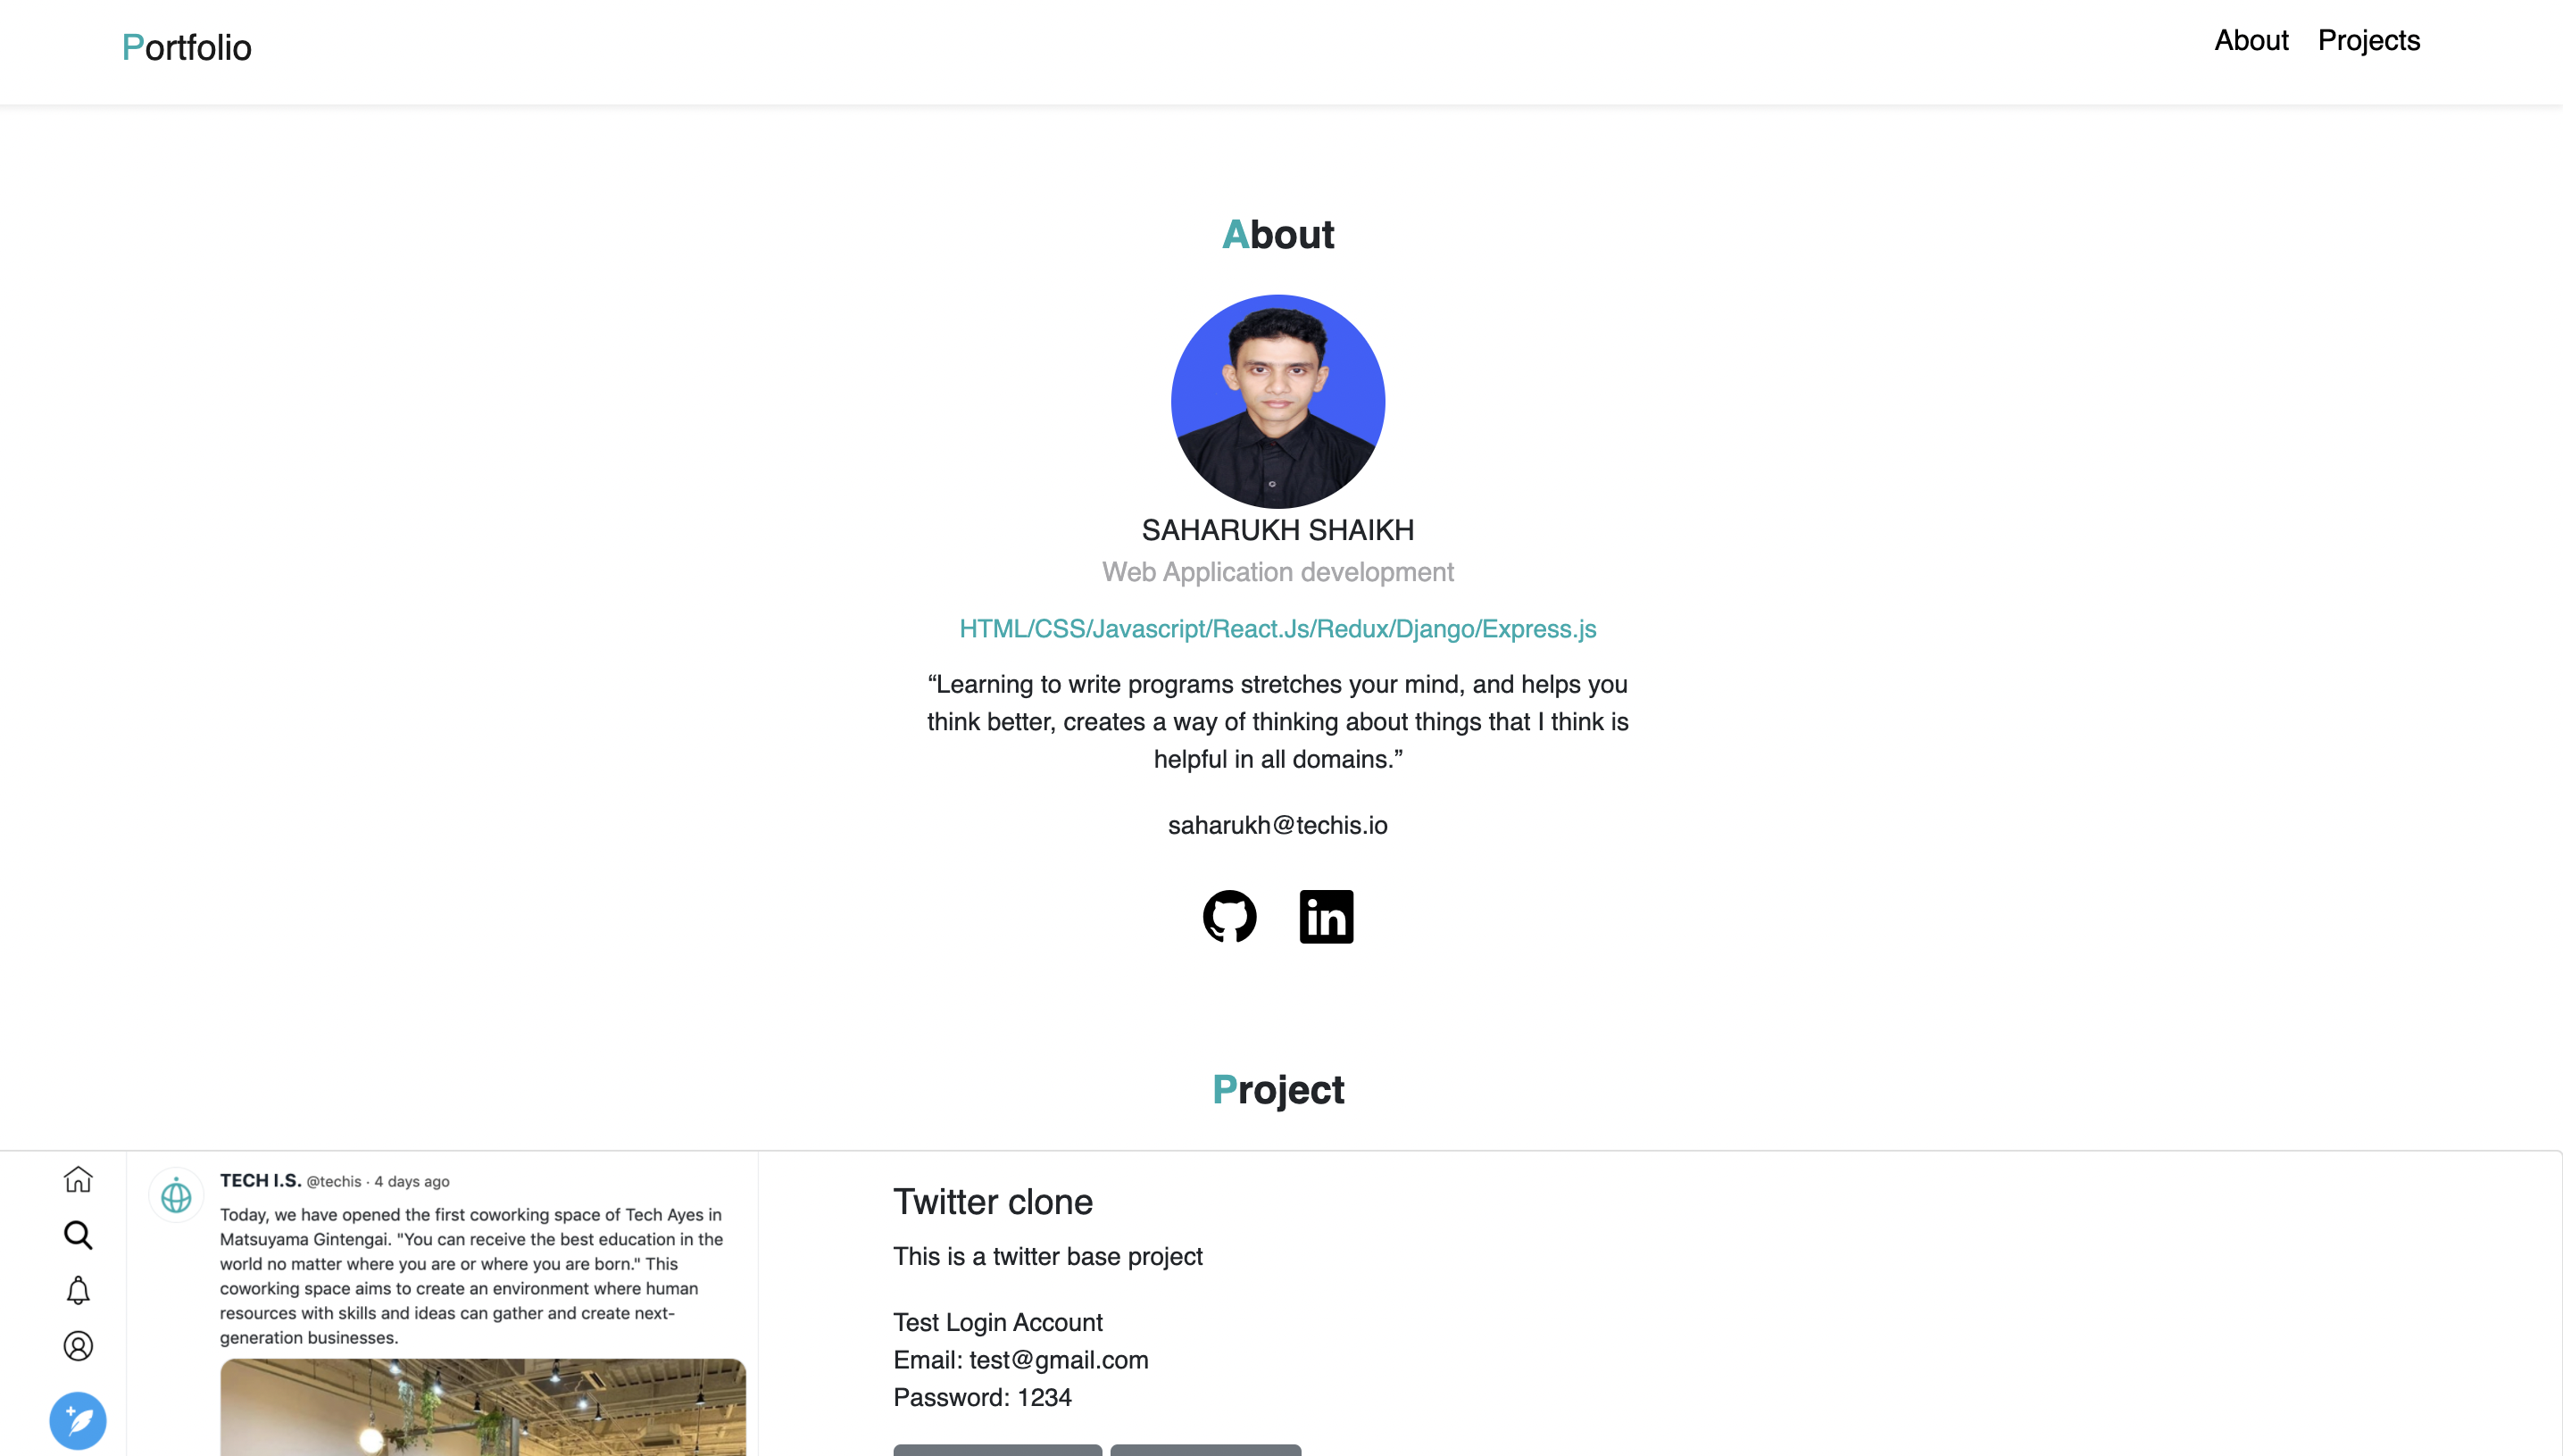 Portfolio
About Projects
About
SAHARUKH SHAIKH
Web Application development
HTML/CSS/Javascript/React.Js/Redux/Django/Express.js
“Learning to write programs stretches your mind, and helps you
think better, creates a way of thinking about things that I think is
helpful in all domains.”
saharukh@techis.io
in
Project
TECH I.S. @techis · 4 days ago
Today, we have opened the first coworking space of Tech Ayes in
Matsuyama Gintengai. "You can receive the best education in the
world no matter where you are or where you are born." This
coworking space aims to create an environment where human
resources with skills and ideas can gather and create next-
generation businesses.
Twitter clone
This is a twitter base project
Test Login Account
Email: test@gmail.com
Password: 1234